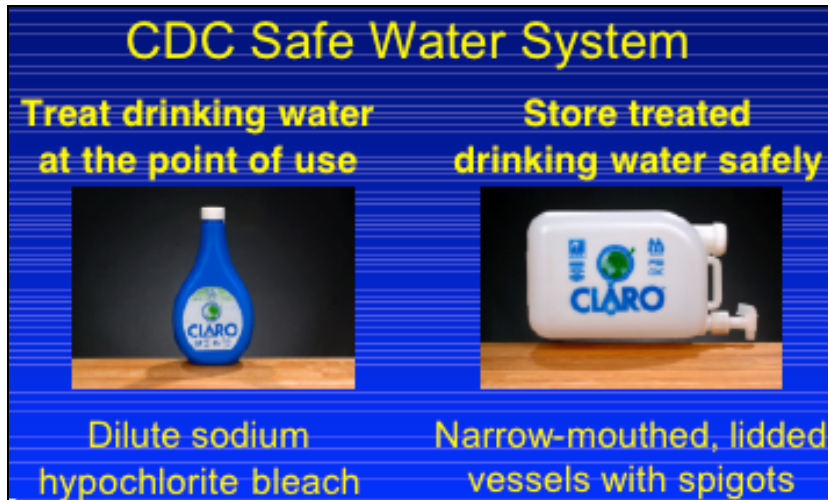 CDC Safe Water System
Treat drinking water
at the point of use
Store treated
drinking water safely
CLARO
CLARO
Dilute sodium
hypochlorite bleach
Narrow-mouthed, lidded
vessels with spigots